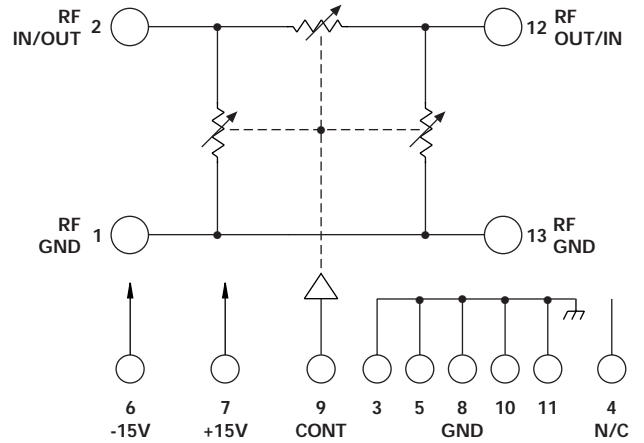 RF
IN/OUT 2
12 RF
OUT/IN
RF
GND 1
13 RF
GND
6 7 9 3 5 8 10 11 4
-15V +15V CONT GND N/C